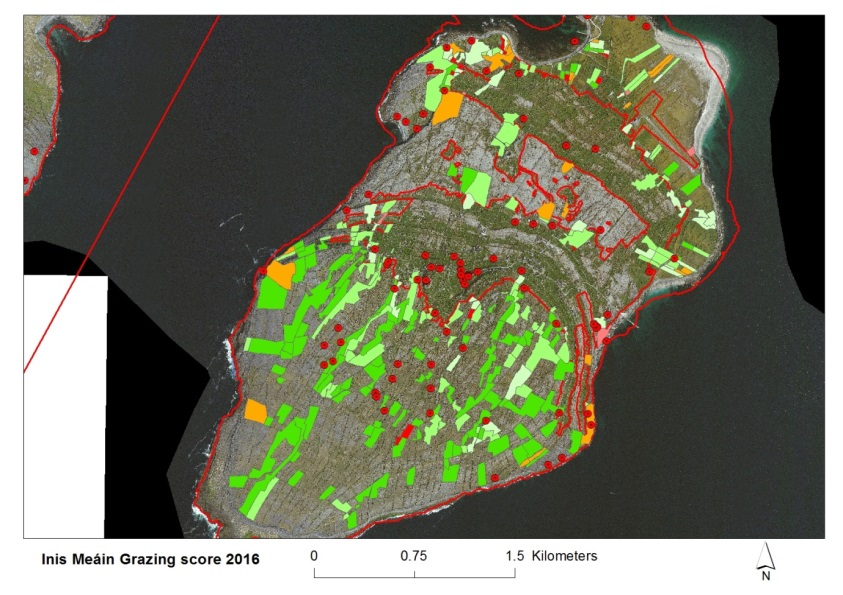 Inis Meáin Grazing score 2016
0 0.75 1.5 Kilometers
N